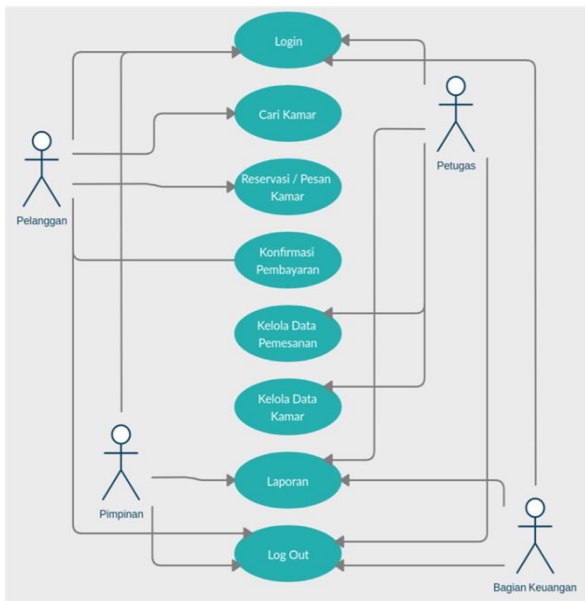 Login
Cari Kamar
Petugas
Reservasi / Pesan
Kamar
Pelanggan
Konfirmasi
Pembayaran
Kelola Data
Pemesanan
Kelola Data
Kamar
Laporan
Pimpinan
Log Out
Bagian Keuangan